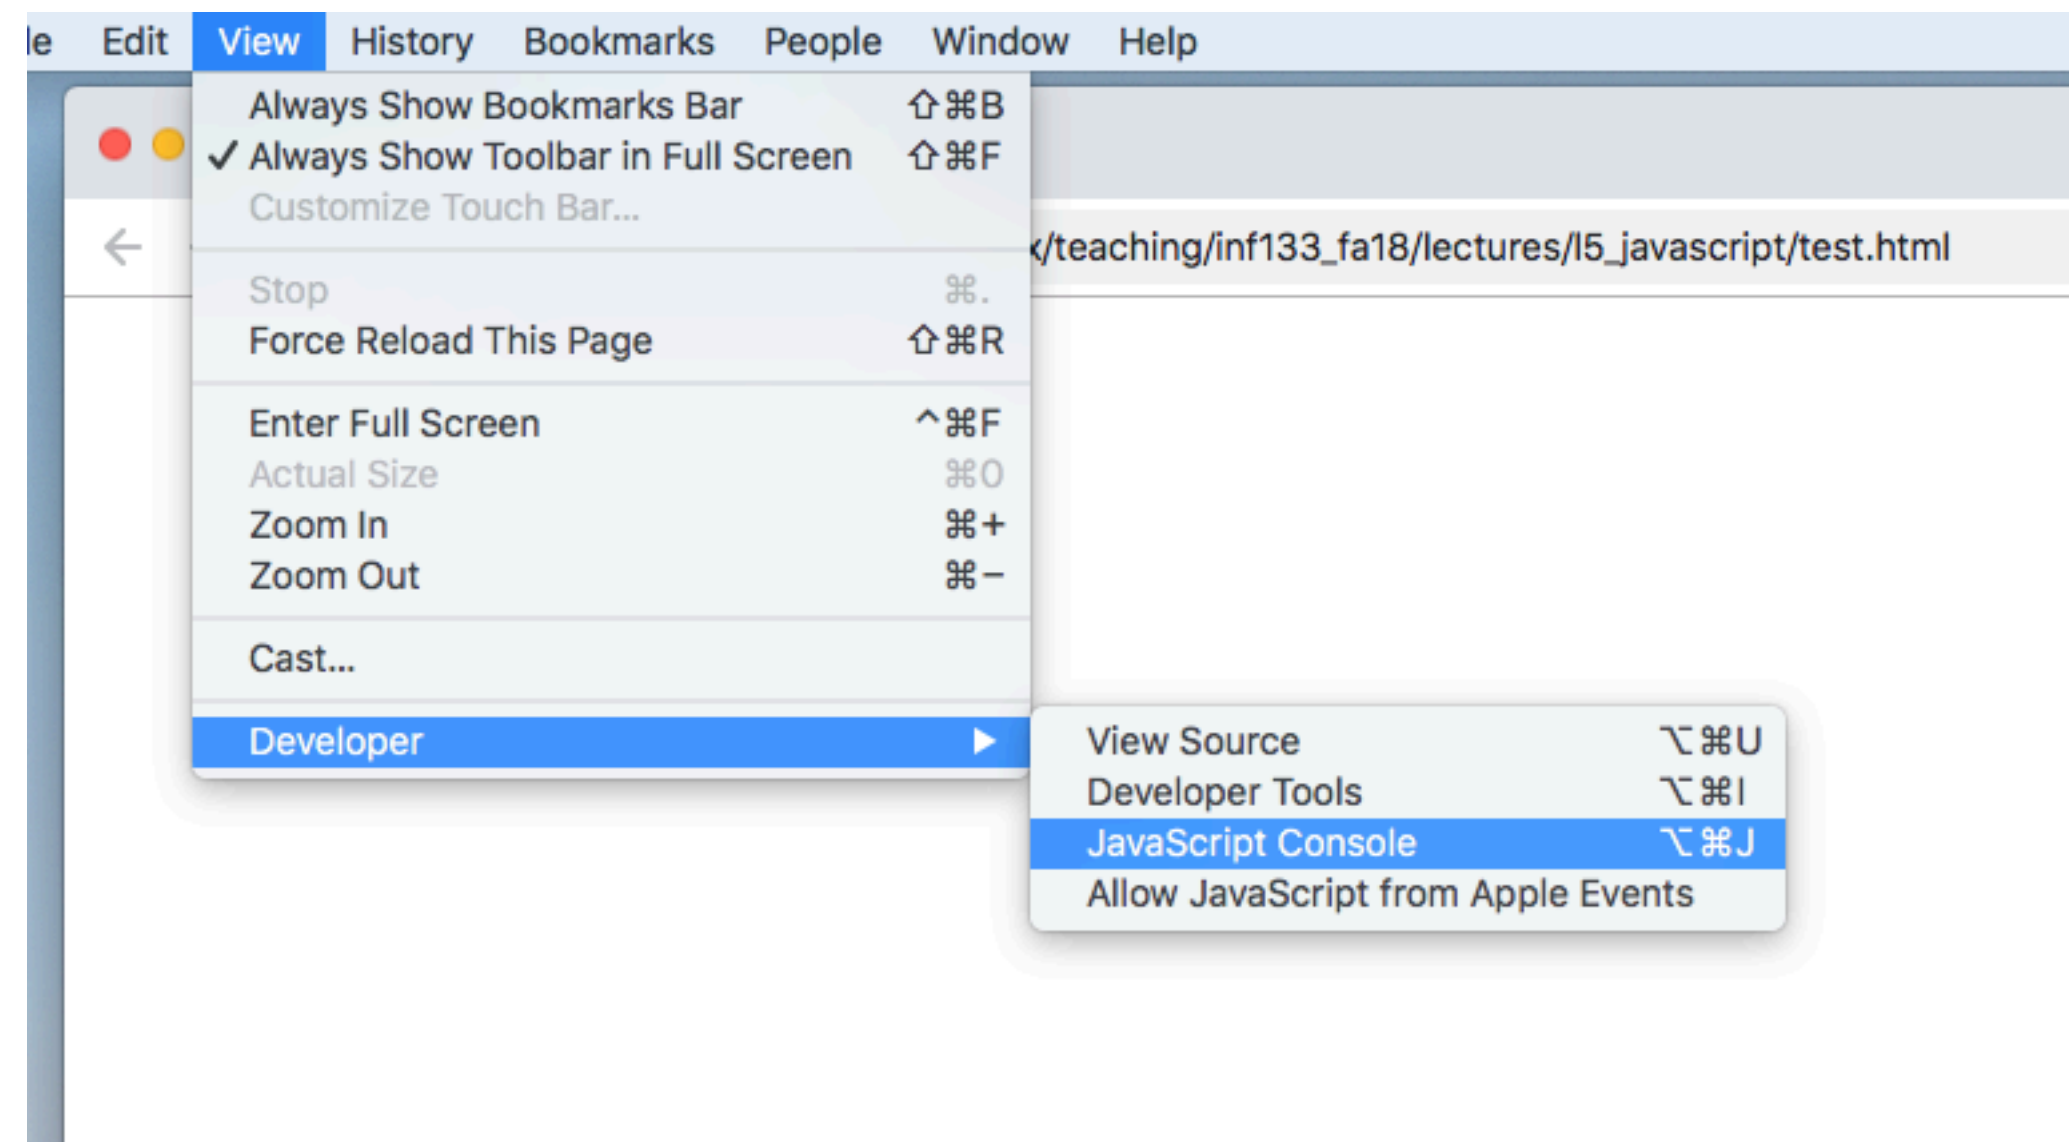 le Edit View History Bookmarks People Window Help
Always Show Bookmarks Bar ⇧⌘B
✓ Always Show Toolbar in Full Screen ⇧⌘F
Customize Touch Bar...
x/teaching/inf133_fa18/lectures/l5_javascript/test.html
Stop ⌘.
Force Reload This Page ⇧⌘R
Enter Full Screen ^⌘F
Actual Size ⌘0
Zoom In ⌘+
Zoom Out ⌘−
Cast...
Developer ▶
View Source ⌥⌘U
Developer Tools ⌥⌘I
JavaScript Console ⌥⌘J
Allow JavaScript from Apple Events